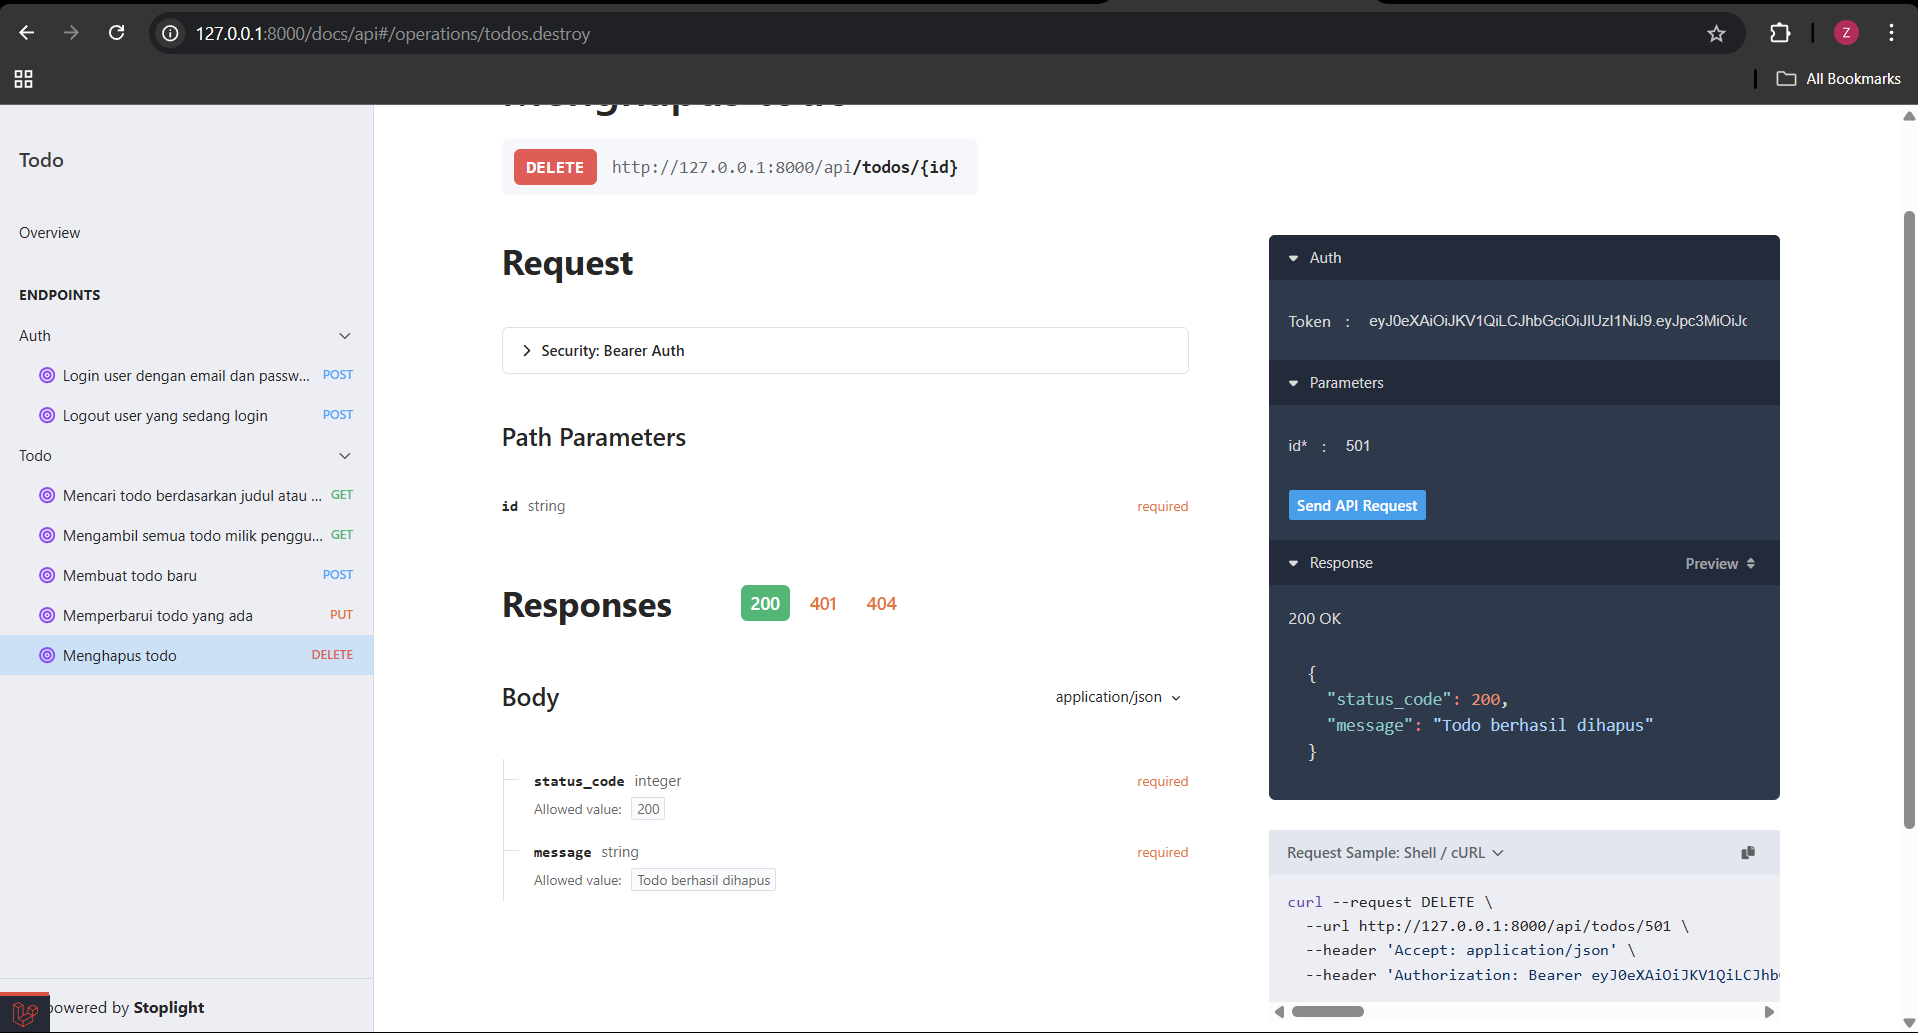 127.0.0.1:8000/docs/api#/operations/todos.destroy
Z
All Bookmarks
Todo
Overview
ENDPOINTS
Auth
Login user dengan email dan passw... POST
Logout user yang sedang login POST
Todo
Mencari todo berdasarkan judul atau ... GET
Mengambil semua todo milik penggu... GET
Membuat todo baru POST
Memperbarui todo yang ada PUT
Menghapus todo DELETE
powered by Stoplight
Menghapus todo
DELETE http://127.0.0.1:8000/api/todos/{id}
Request
Security: Bearer Auth
Path Parameters
id string required
Responses 200 401 404
Body application/json
status_code integer required
Allowed value: 200
message string required
Allowed value: Todo berhasil dihapus
Auth
Token : eyJ0eXAiOiJKV1QiLCJhbGciOiJIUzI1NiJ9.eyJpc3MiOiJc
Parameters
id* : 501
Send API Request
Response Preview
200 OK
{
"status_code": 200,
"message": "Todo berhasil dihapus"
}
Request Sample: Shell / cURL
curl --request DELETE \
--url http://127.0.0.1:8000/api/todos/501 \
--header 'Accept: application/json' \
--header 'Authorization: Bearer eyJ0eXAiOiJKV1QiLCJhb